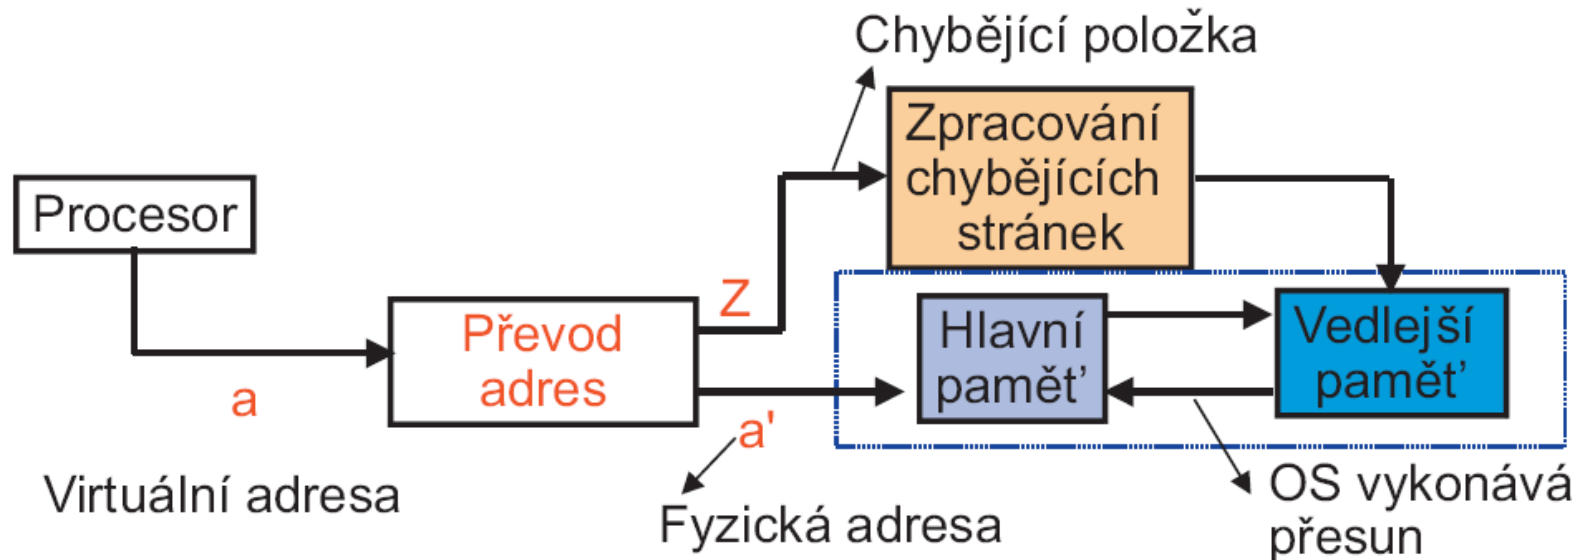 Chybějící položka
Zpracování
chybějících
stránek
Procesor
Z
Převod
adres
Hlavní
paměť
Vedlejší
paměť
a
a'
Virtuální adresa
Fyzická adresa
OS vykonává
přesun